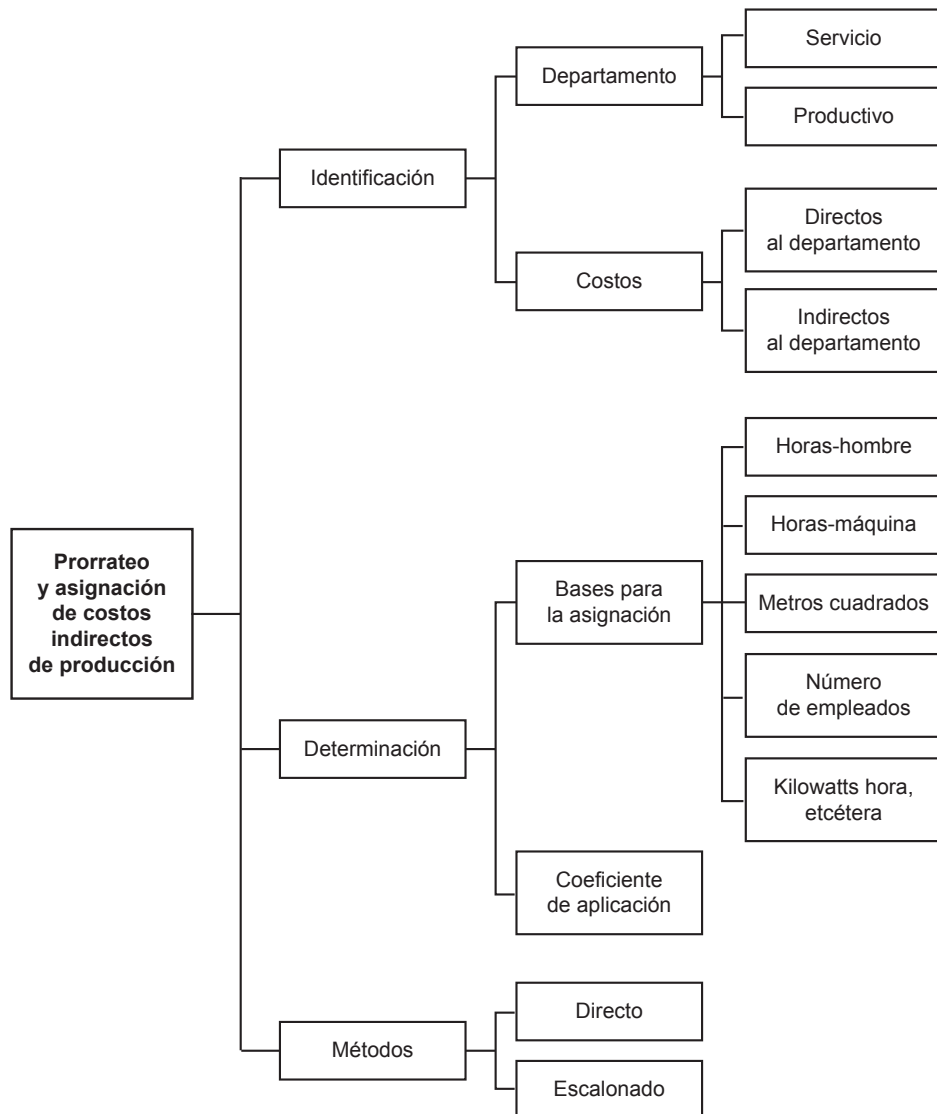 Servicio
Departamento
Productivo
Identificación
Directos
al departamento
Costos
Indirectos
al departamento
Horas-hombre
Horas-máquina
Prorrateo
y asignación
de costos
indirectos
de producción
Bases para
la asignación
Metros cuadrados
Número
de empleados
Determinación
Kilowatts hora,
etcétera
Coeficiente
de aplicación
Directo
Métodos
Escalonado